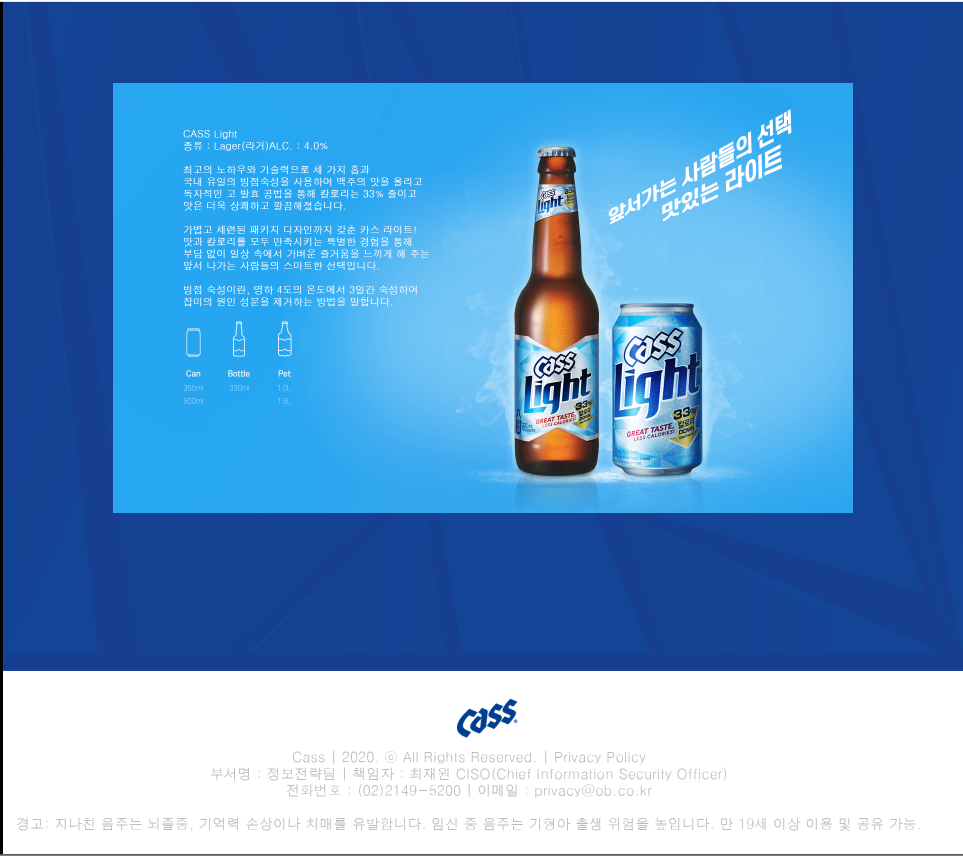 CASS Light
종류 : Lager(라거)ALC. : 4.0%
최고의 노하우와 기술력으로 세 가지 홉과
국내 유일의 빙점숙성을 사용하여 맥주의 맛을 올리고
독자적인 고 발효 공법을 통해 칼로리는 33% 줄이고
맛은 더욱 상쾌하고 깔끔해졌습니다.
가볍고 세련된 패키지 디자인까지 갖춘 카스 라이트!
맛과 칼로리를 모두 만족시키는 특별한 경험을 통해
부담 없이 일상 속에서 가벼운 즐거움을 느끼게 해 주는
앞서 나가는 사람들의 스마트한 선택입니다.
빙점 숙성이란, 영하 4도의 온도에서 3일간 숙성하여
잡미의 원인 성분을 제거하는 방법을 말합니다.
Can Bottle Pet
355ml 330ml 1.0L
500ml 1.6L
앞서가는 사람들의 선택
맛있는 라이트
Cass
Light
Cass
Light
33%
칼로리
DOWN
GREAT TASTE,
LESS CALORIES!
Cass
Light
33%
칼로리
DOWN
GREAT TASTE,
LESS CALORIES!
Cass
Cass | 2020. ⓒ All Rights Reserved. | Privacy Policy
부서명 : 정보전략팀 | 책임자 : 최재원 CISO(Chief Information Security Officer)
전화번호 : (02)2149-5200 | 이메일 : privacy@ob.co.kr
경고: 지나친 음주는 뇌졸중, 기억력 손상이나 치매를 유발합니다. 임신 중 음주는 기형아 출생 위험을 높입니다. 만 19세 이상 이용 및 공유 가능.